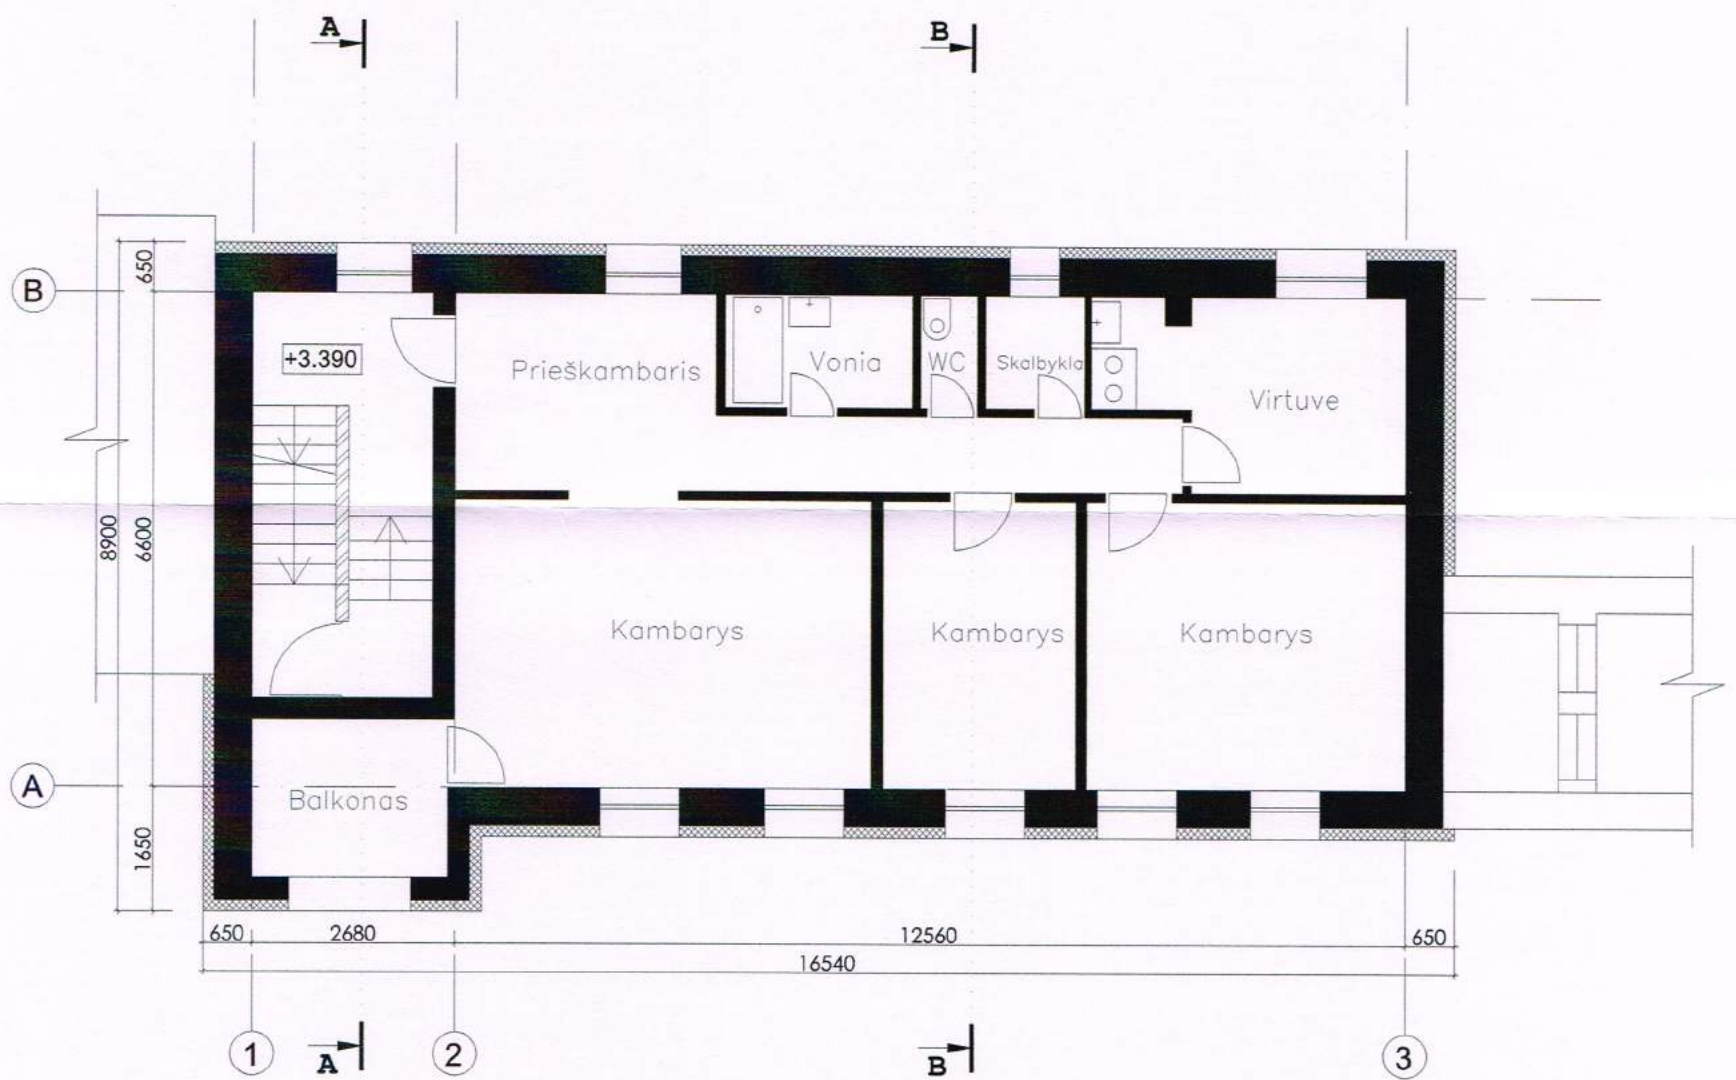 A
B
B
650
+3.390
Prieškambaris
Vonia
WC
Skalbykla
Virtuve
8900
6600
Kambarys
Kambarys
Kambarys
A
Balkonas
1650
650
2680
12560
650
16540
1
A
2
B
3